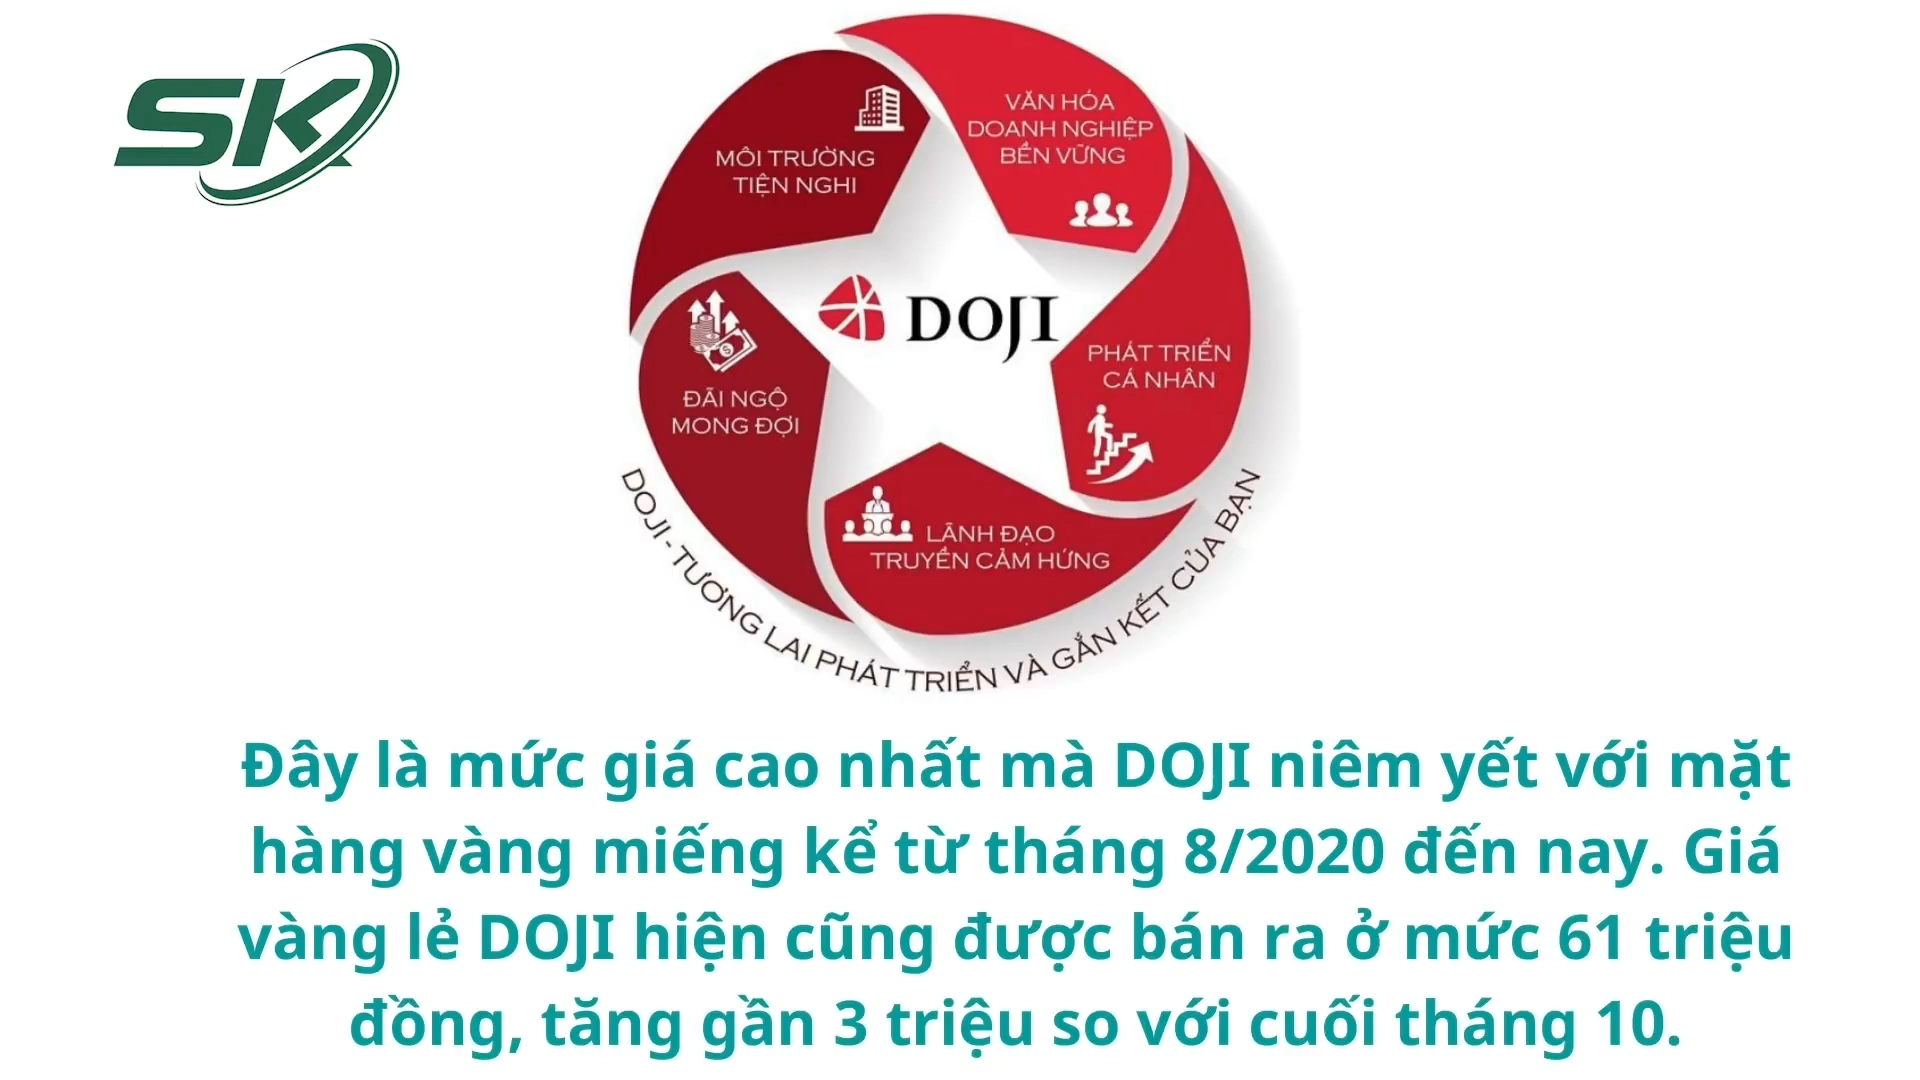 SK
VĂN HÓA
DOANH NGHIỆP
BỀN VỮNG
MÔI TRƯỜNG
TIỆN NGHI
DOJI
PHÁT TRIỂN
CÁ NHÂN
ĐÃI NGỘ
MONG ĐỢI
LÃNH ĐẠO
TRUYỀN CẢM HỨNG
DOJI - TƯƠNG LAI PHÁT TRIỂN VÀ GẮN KẾT CỦA BẠN
Đây là mức giá cao nhất mà DOJI niêm yết với mặt
hàng vàng miếng kể từ tháng 8/2020 đến nay. Giá
vàng lẻ DOJI hiện cũng được bán ra ở mức 61 triệu
đồng, tăng gần 3 triệu so với cuối tháng 10.